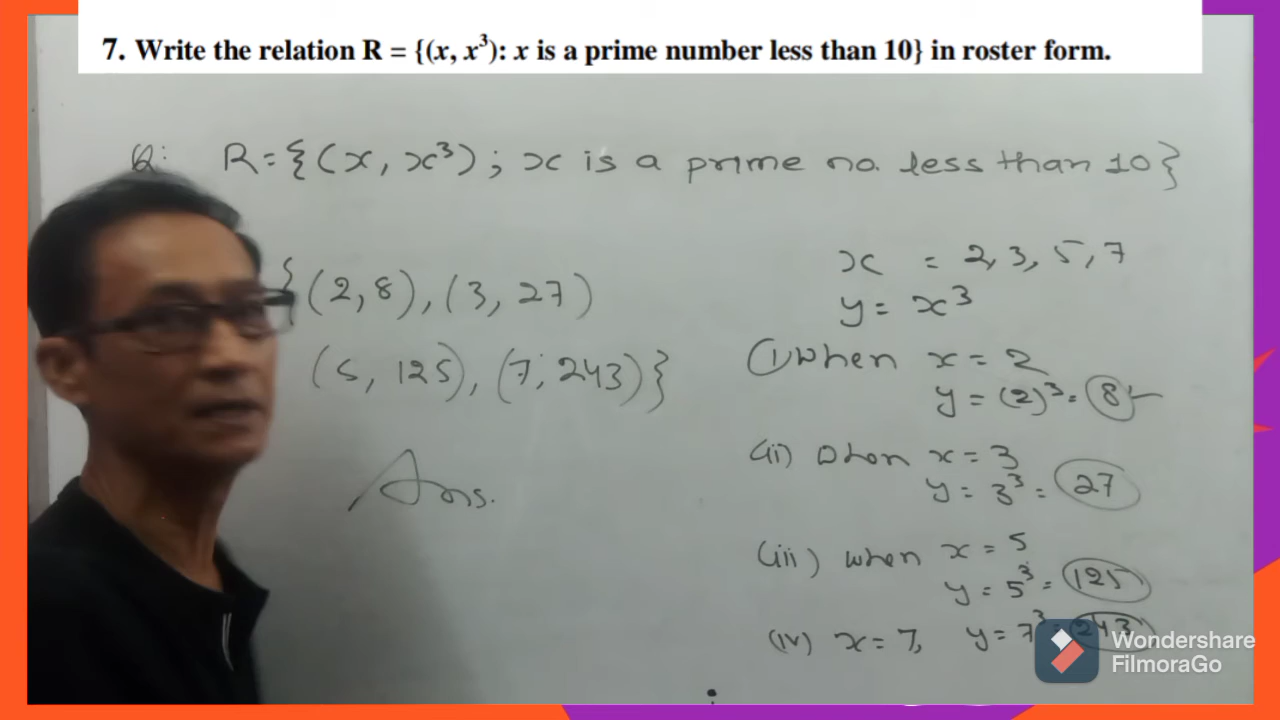 7. Write the relation R = {(x, x³): x is a prime number less than 10} in roster form.
Q: R = {(x, x³); x is a prime no. less than 10}
{(2, 8), (3, 27)
(5, 125), (7, 243)}
Ans.
x = 2, 3, 5, 7
y = x³
(i) when x = 2
y = (2)³ = 8
(ii) when x = 3
y = 3³ = 27
(iii) when x = 5
y = 5³ = 125
(iv) x = 7, y = 7³ = 243
Wondershare
FilmoraGo